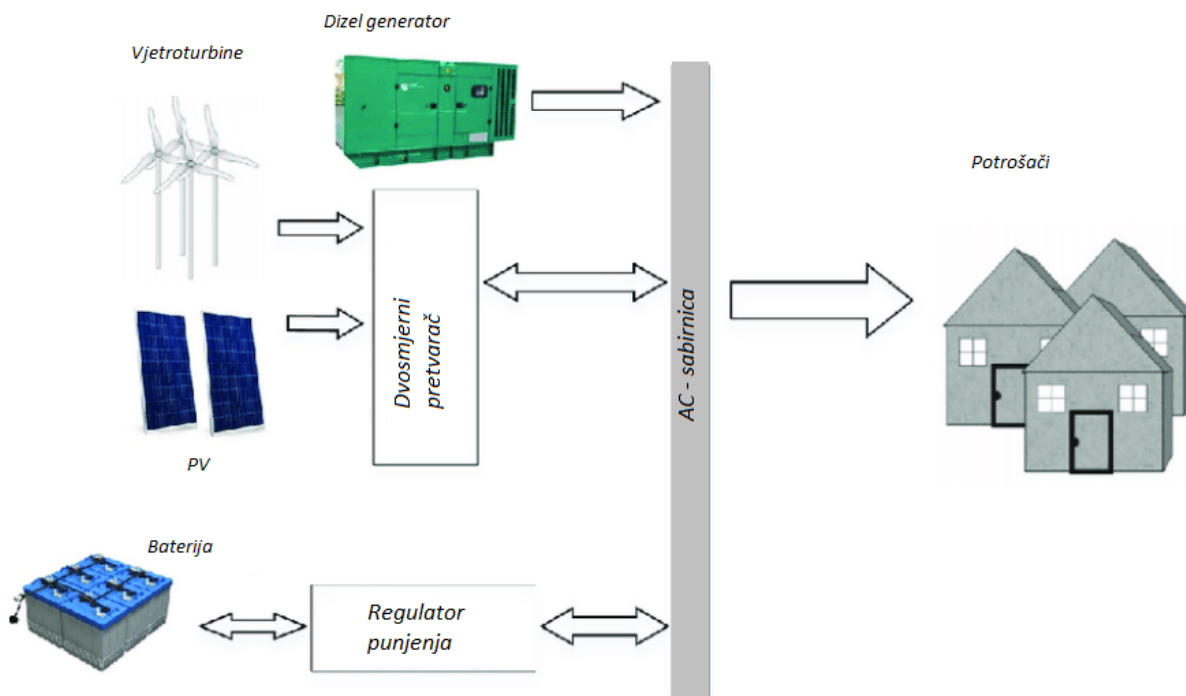 Dizel generator
Vjetroturbine
Potrošači
Dvosmjerni
pretvarač
AC - sabirnica
PV
Baterija
Regulator
punjenja